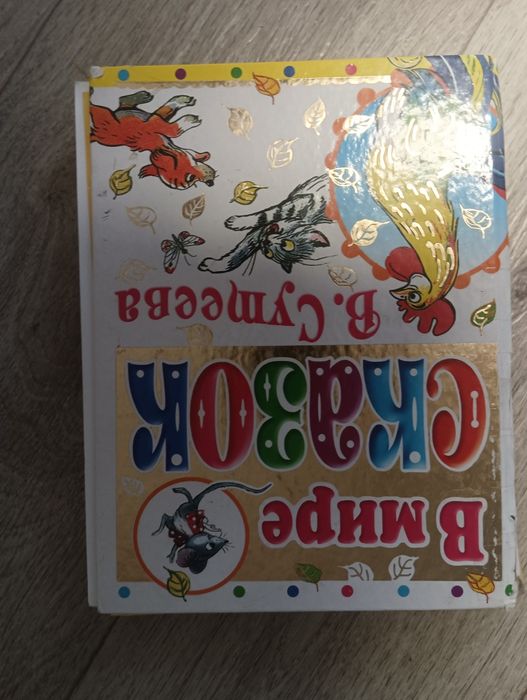 В мире
сказок
В. Сутеева